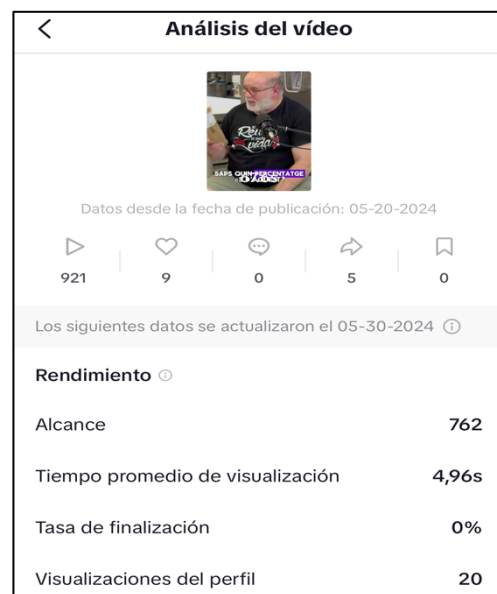 Análisis del vídeo
SAPS QUIN PERCENTATGE
Datos desde la fecha de publicación: 05-20-2024
921 9 0 5 0
Los siguientes datos se actualizaron el 05-30-2024
Rendimiento
Alcance 762
Tiempo promedio de visualización 4,96s
Tasa de finalización 0%
Visualizaciones del perfil 20